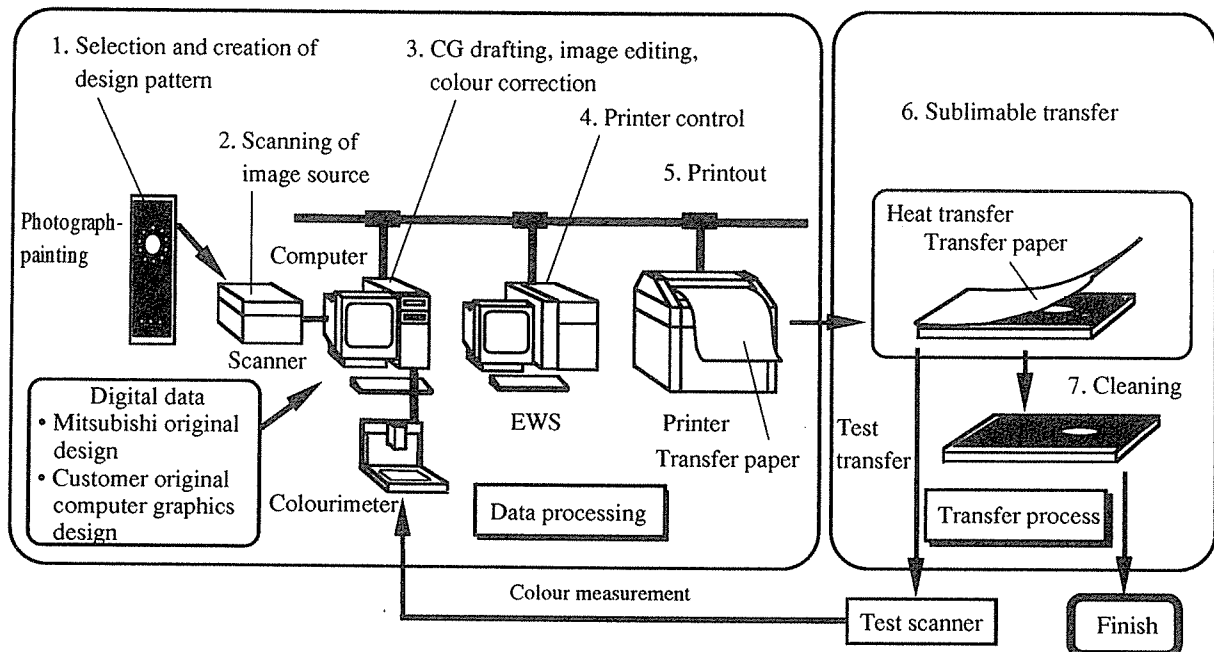 1. Selection and creation of
design pattern
3. CG drafting, image editing,
colour correction
2. Scanning of
image source
4. Printer control
5. Printout
6. Sublimable transfer
Photograph-
painting
Computer
Scanner
Heat transfer
Transfer paper
Digital data
• Mitsubishi original
design
• Customer original
computer graphics
design
EWS
Printer
Transfer paper
Colourimeter
Data processing
Test
transfer
7. Cleaning
Transfer process
Colour measurement
Test scanner
Finish